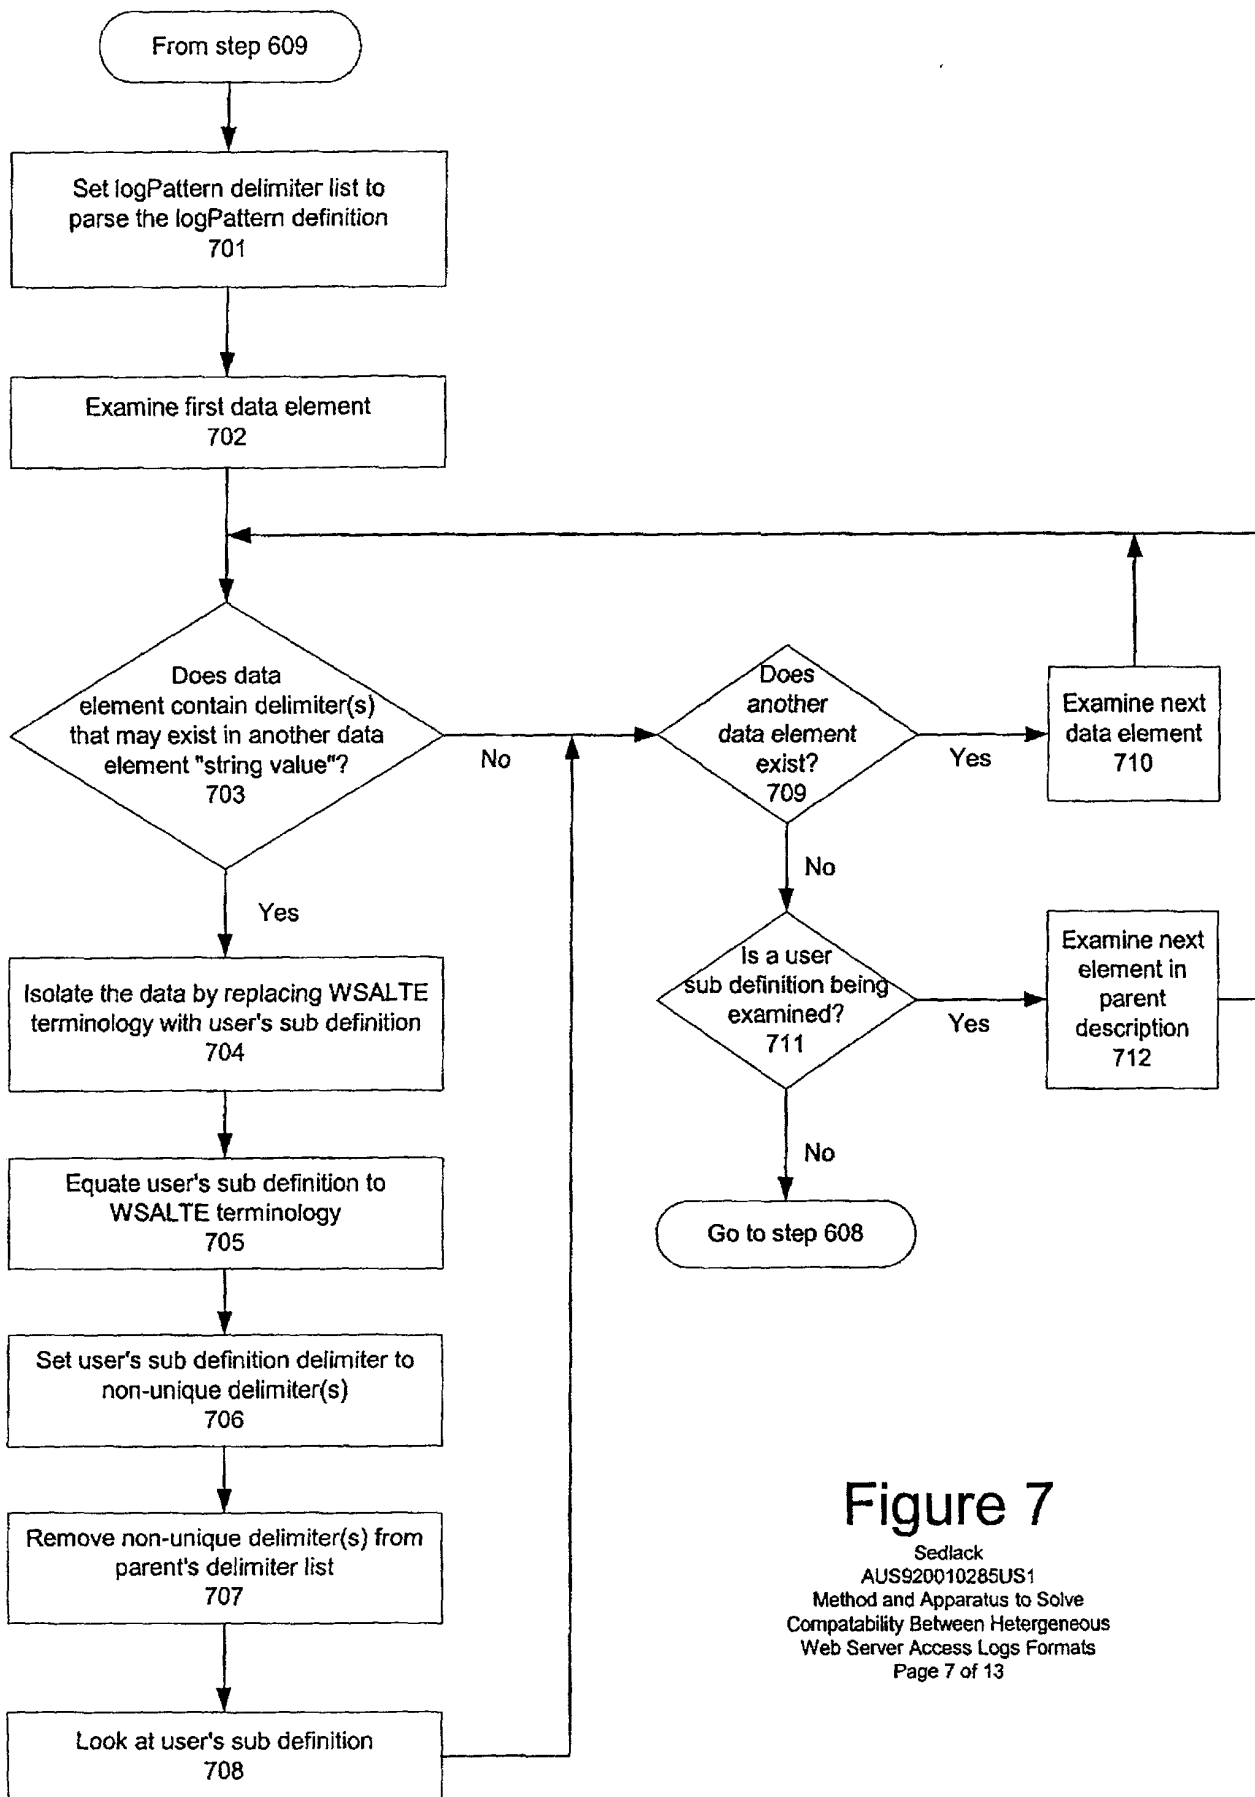 From step 609
Set logPattern delimiter list to
parse the logPattern definition
701
Examine first data element
702
Does data
element contain delimiter(s)
that may exist in another data
element "string value"?
703
No
Yes
Isolate the data by replacing WSALTE
terminology with user's sub definition
704
Equate user's sub definition to
WSALTE terminology
705
Set user's sub definition delimiter to
non-unique delimiter(s)
706
Remove non-unique delimiter(s) from
parent's delimiter list
707
Look at user's sub definition
708
Does
another
data element
exist?
709
Yes
No
Examine next
data element
710
Is a user
sub definition being
examined?
711
Yes
No
Examine next
element in
parent
description
712
Go to step 608
Figure 7
Sedlack
AUS920010285US1
Method and Apparatus to Solve
Compatability Between Hetergeneous
Web Server Access Logs Formats
Page 7 of 13